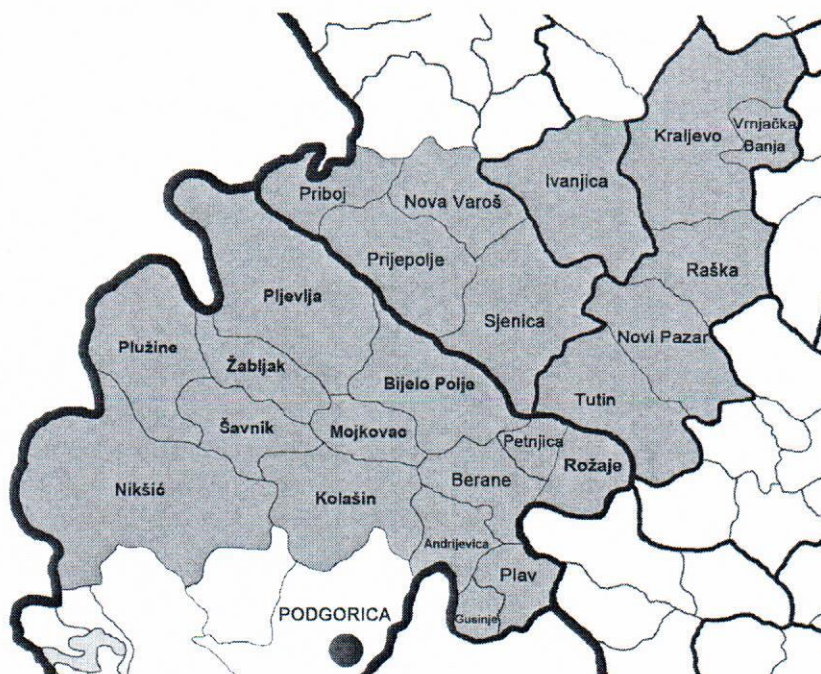 Vrnjačka
Banja
Kraljevo
Ivanjica
Priboj
Nova Varoš
Prijepolje
Raška
Pljevlja
Sjenica
Novi Pazar
Plužine
Žabljak
Bijelo Polje
Tutin
Šavnik
Mojkovac
Petnjica
Rožaje
Berane
Nikšić
Kolašin
Andrijevica
Plav
Gusinje
PODGORICA